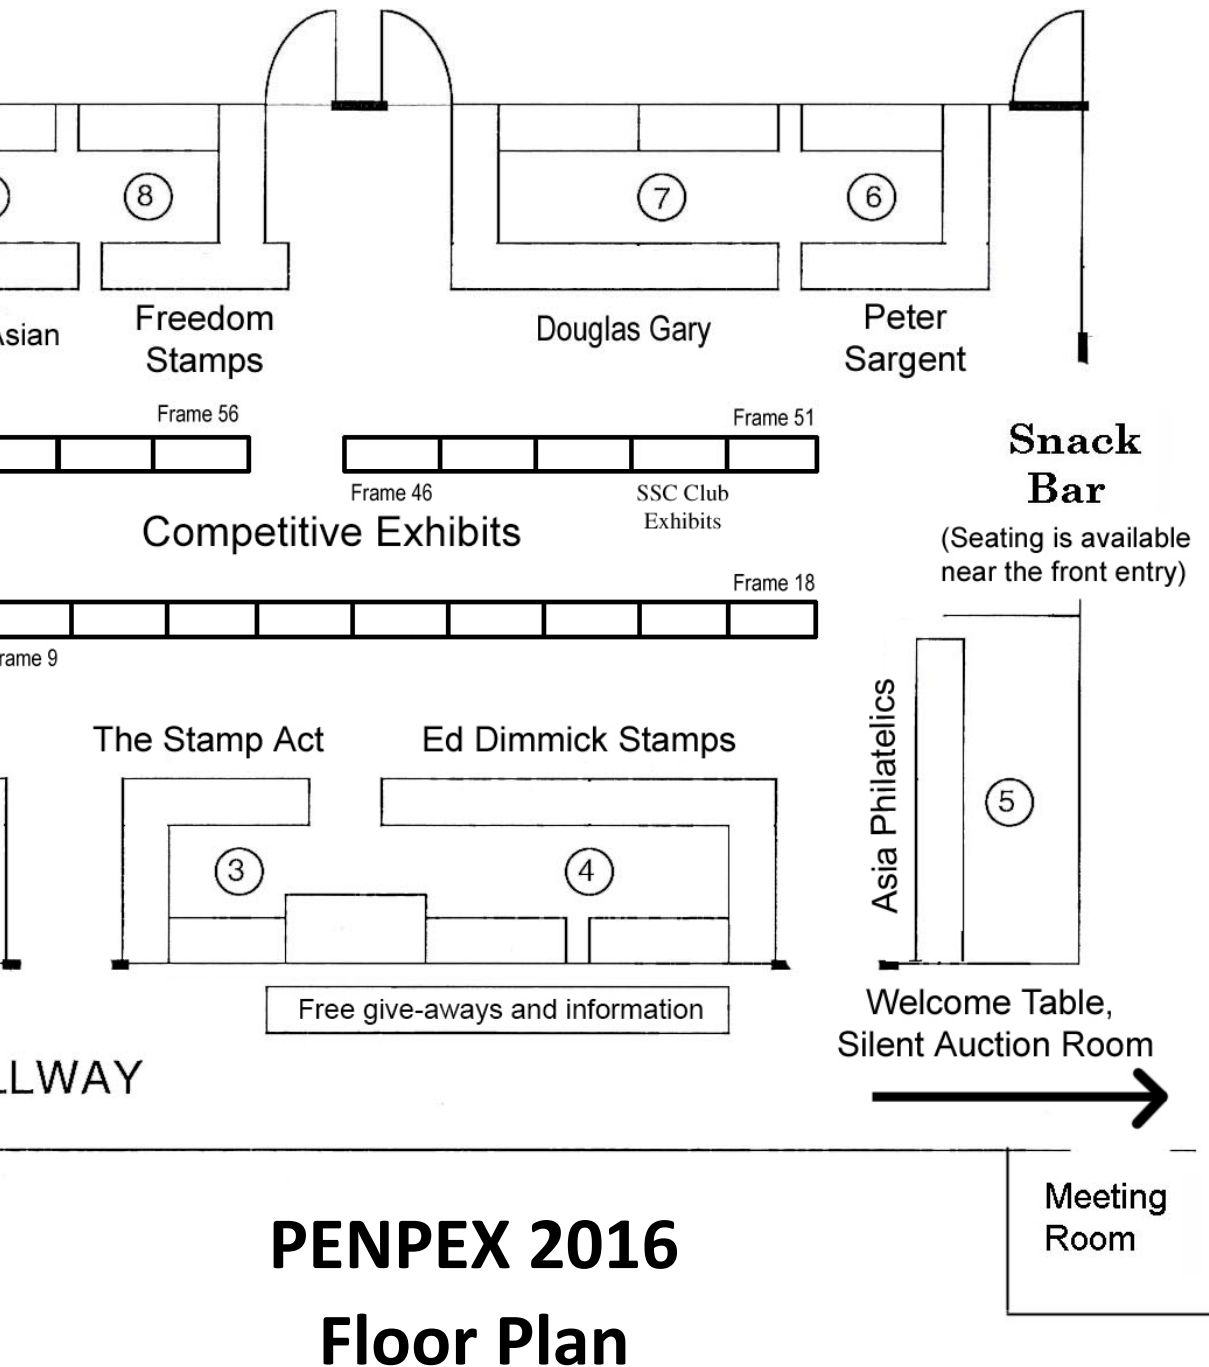 8
7
6
Freedom
Stamps
Douglas Gary
Peter
Sargent
Frame 56
Frame 51
Frame 46
SSC Club
Exhibits
Snack
Bar
Competitive Exhibits
(Seating is available
near the front entry)
Frame 18
9
The Stamp Act
Ed Dimmick Stamps
Asia Philatelics
5
3
4
Free give-aways and information
Welcome Table,
Silent Auction Room
Meeting
Room
PENPEX 2016
Floor Plan